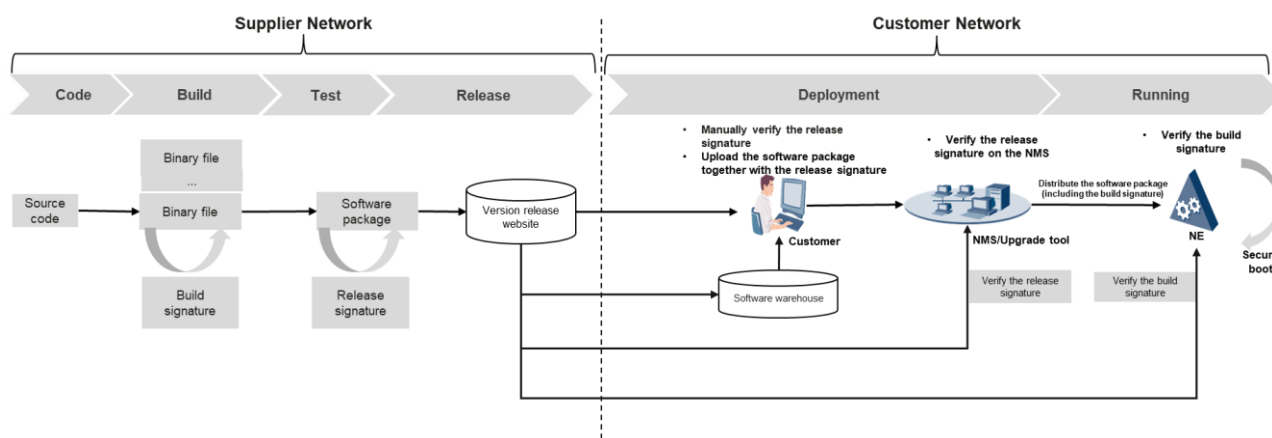 Supplier Network
Customer Network
Code
Build
Test
Release
Deployment
Running
Binary file
...
Binary file
Source
code
Software
package
Version release
website
Build
signature
Release
signature
• Manually verify the release
signature
• Upload the software package
together with the release signature
Customer
Software warehouse
• Verify the release
signature on the NMS
NMS/Upgrade tool
Verify the release
signature
Distribute the software package
(including the build signature)
• Verify the build
signature
NE
Verify the build
signature
Secur
boot